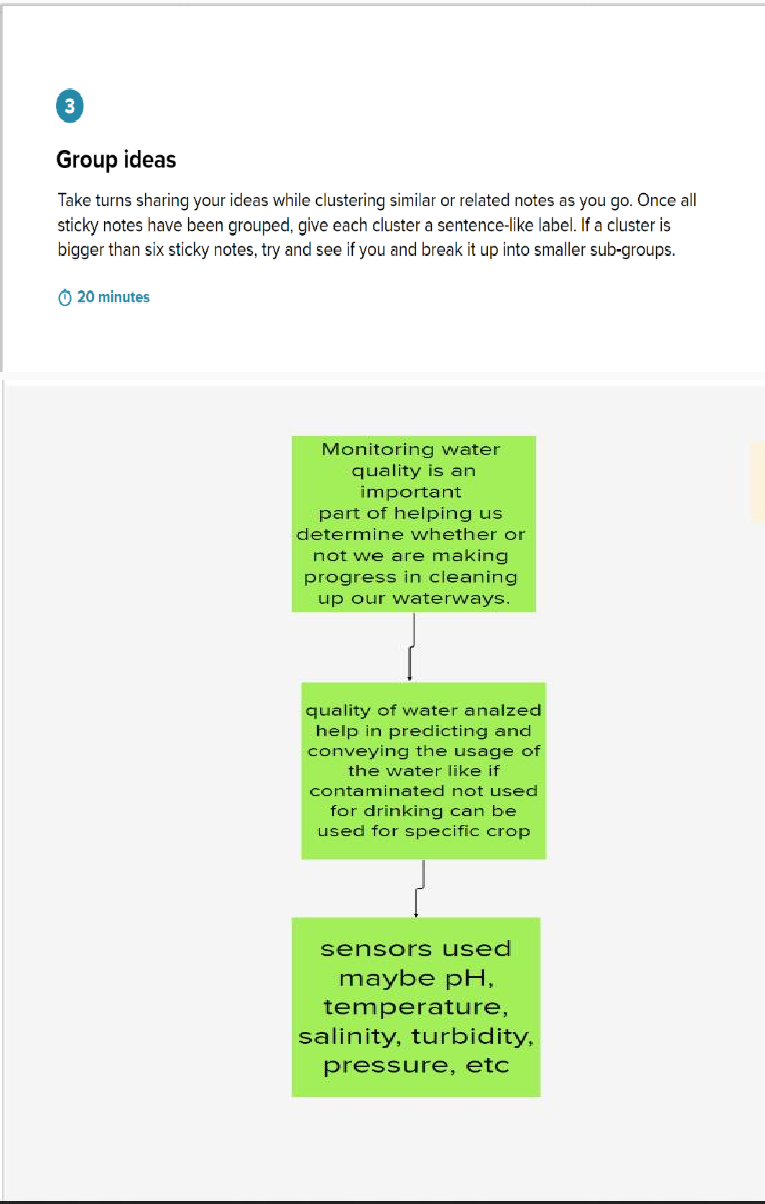 3
Group ideas
Take turns sharing your ideas while clustering similar or related notes as you go. Once all
sticky notes have been grouped, give each cluster a sentence-like label. If a cluster is
bigger than six sticky notes, try and see if you and break it up into smaller sub-groups.
20 minutes
Monitoring water
quality is an
important
part of helping us
determine whether or
not we are making
progress in cleaning
up our waterways.
quality of water analzed
help in predicting and
conveying the usage of
the water like if
contaminated not used
for drinking can be
used for specific crop
sensors used
maybe pH,
temperature,
salinity, turbidity,
pressure, etc